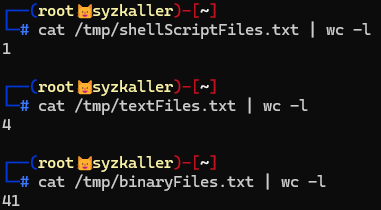 ┌──(root😺syzkaller)-[~]
└─# cat /tmp/shellScriptFiles.txt | wc -l
1
┌──(root😺syzkaller)-[~]
└─# cat /tmp/textFiles.txt | wc -l
4
┌──(root😺syzkaller)-[~]
└─# cat /tmp/binaryFiles.txt | wc -l
41